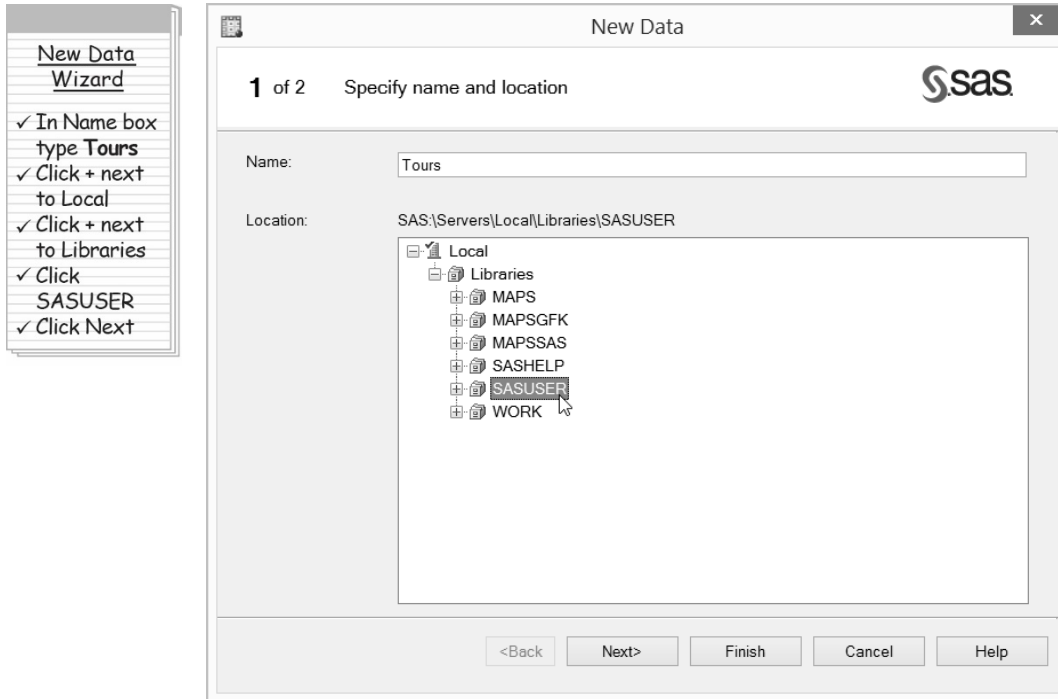 New Data
Wizard
✓ In Name box
type Tours
✓ Click + next
to Local
✓ Click + next
to Libraries
✓ Click
SASUSER
✓ Click Next
New Data
x
1 of 2 Specify name and location
sas
Name:
Tours
Location:
SAS:\Servers\Local\Libraries\SASUSER
Local
Libraries
MAPS
MAPSGFK
MAPSSAS
SASHELP
SASUSER
WORK
<Back
Next>
Finish
Cancel
Help